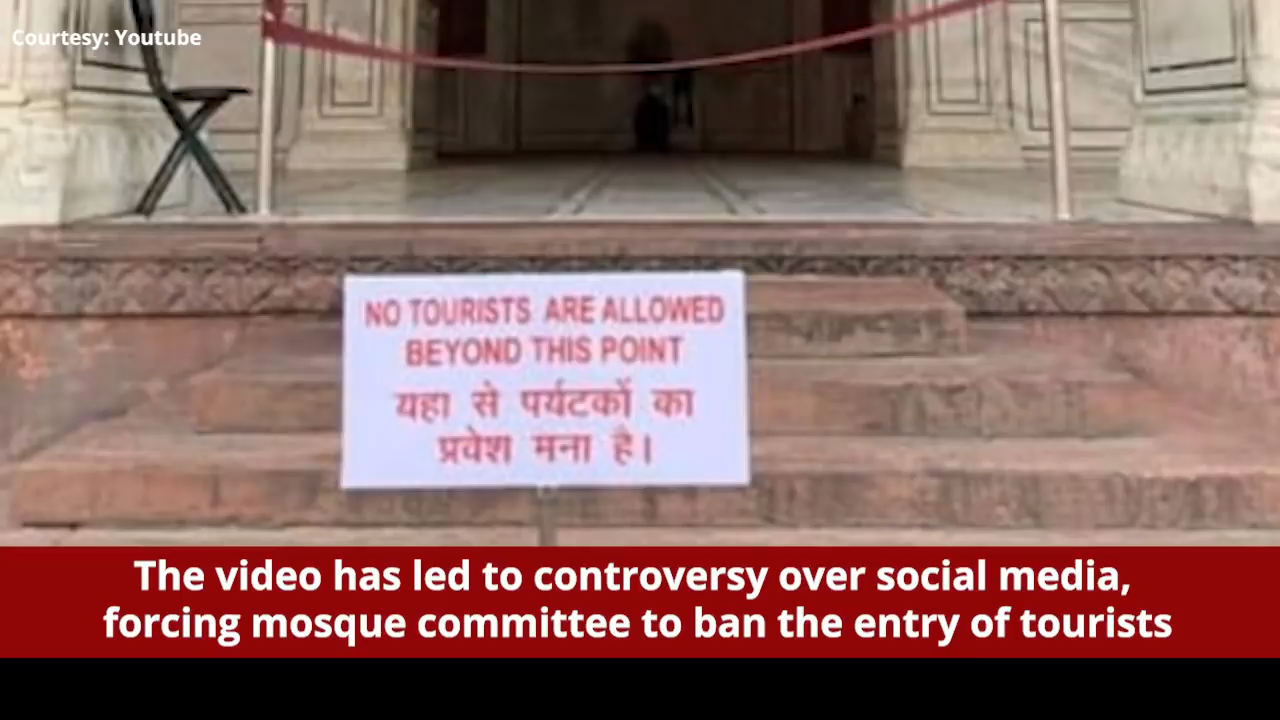 Courtesy: Youtube
NO TOURISTS ARE ALLOWED
BEYOND THIS POINT
यहा से पर्यटकों का
प्रवेश मना है।
The video has led to controversy over social media,
forcing mosque committee to ban the entry of tourists